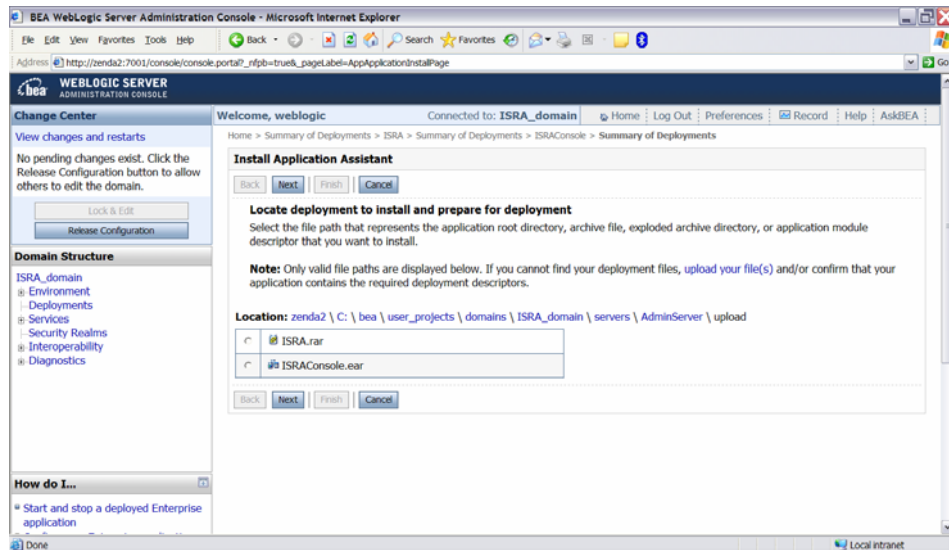 BEA WebLogic Server Administration Console - Microsoft Internet Explorer
File Edit View Favorites Tools Help
Back Search Favorites
Address http://zenda2:7001/console/console.portal?_nfpb=true&_pageLabel=AppApplicationInstallPage Go
bea WEBLOGIC SERVER
ADMINISTRATION CONSOLE
Change Center
View changes and restarts
No pending changes exist. Click the
Release Configuration button to allow
others to edit the domain.
Lock & Edit
Release Configuration
Domain Structure
ISRA_domain
Environment
Deployments
Services
Security Realms
Interoperability
Diagnostics
How do I...
Start and stop a deployed Enterprise
application
Welcome, weblogic Connected to: ISRA_domain Home Log Out Preferences Record Help AskBEA
Home > Summary of Deployments > ISRA > Summary of Deployments > ISRAConsole > Summary of Deployments
Install Application Assistant
Back Next Finish Cancel
Locate deployment to install and prepare for deployment
Select the file path that represents the application root directory, archive file, exploded archive directory, or application module
descriptor that you want to install.
Note: Only valid file paths are displayed below. If you cannot find your deployment files, upload your file(s) and/or confirm that your
application contains the required deployment descriptors.
Location: zenda2 \ C: \ bea \ user_projects \ domains \ ISRA_domain \ servers \ AdminServer \ upload
ISRA.rar
ISRAConsole.ear
Back Next Finish Cancel
Done Local intranet